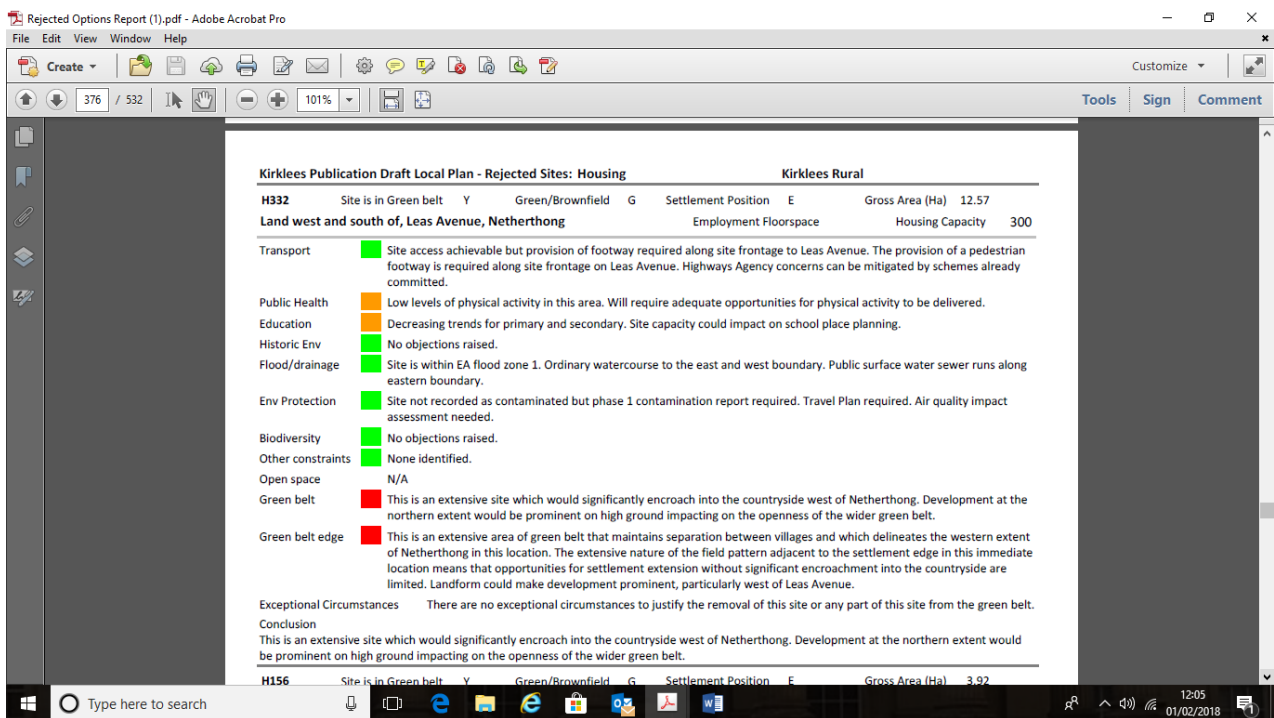 Rejected Options Report (1).pdf - Adobe Acrobat Pro
File Edit View Window Help
Create Customize
376 / 532 101% Tools Sign Comment
Kirklees Publication Draft Local Plan - Rejected Sites: Housing Kirklees Rural
H332 Site is in Green belt Y Green/Brownfield G Settlement Position E Gross Area (Ha) 12.57
Land west and south of, Leas Avenue, Netherthong Employment Floorspace Housing Capacity 300
Transport Site access achievable but provision of footway required along site frontage to Leas Avenue. The provision of a pedestrian
footway is required along site frontage on Leas Avenue. Highways Agency concerns can be mitigated by schemes already
committed.
Public Health Low levels of physical activity in this area. Will require adequate opportunities for physical activity to be delivered.
Education Decreasing trends for primary and secondary. Site capacity could impact on school place planning.
Historic Env No objections raised.
Flood/drainage Site is within EA flood zone 1. Ordinary watercourse to the east and west boundary. Public surface water sewer runs along
eastern boundary.
Env Protection Site not recorded as contaminated but phase 1 contamination report required. Travel Plan required. Air quality impact
assessment needed.
Biodiversity No objections raised.
Other constraints None identified.
Open space N/A
Green belt This is an extensive site which would significantly encroach into the countryside west of Netherthong. Development at the
northern extent would be prominent on high ground impacting on the openness of the wider green belt.
Green belt edge This is an extensive area of green belt that maintains separation between villages and which delineates the western extent
of Netherthong in this location. The extensive nature of the field pattern adjacent to the settlement edge in this immediate
location means that opportunities for settlement extension without significant encroachment into the countryside are
limited. Landform could make development prominent, particularly west of Leas Avenue.
Exceptional Circumstances There are no exceptional circumstances to justify the removal of this site or any part of this site from the green belt.
Conclusion
This is an extensive site which would significantly encroach into the countryside west of Netherthong. Development at the northern extent would
be prominent on high ground impacting on the openness of the wider green belt.
H156 Site is in Green belt Y Green/Brownfield G Settlement Position E Gross Area (Ha) 3.92
Type here to search 12:05
01/02/2018